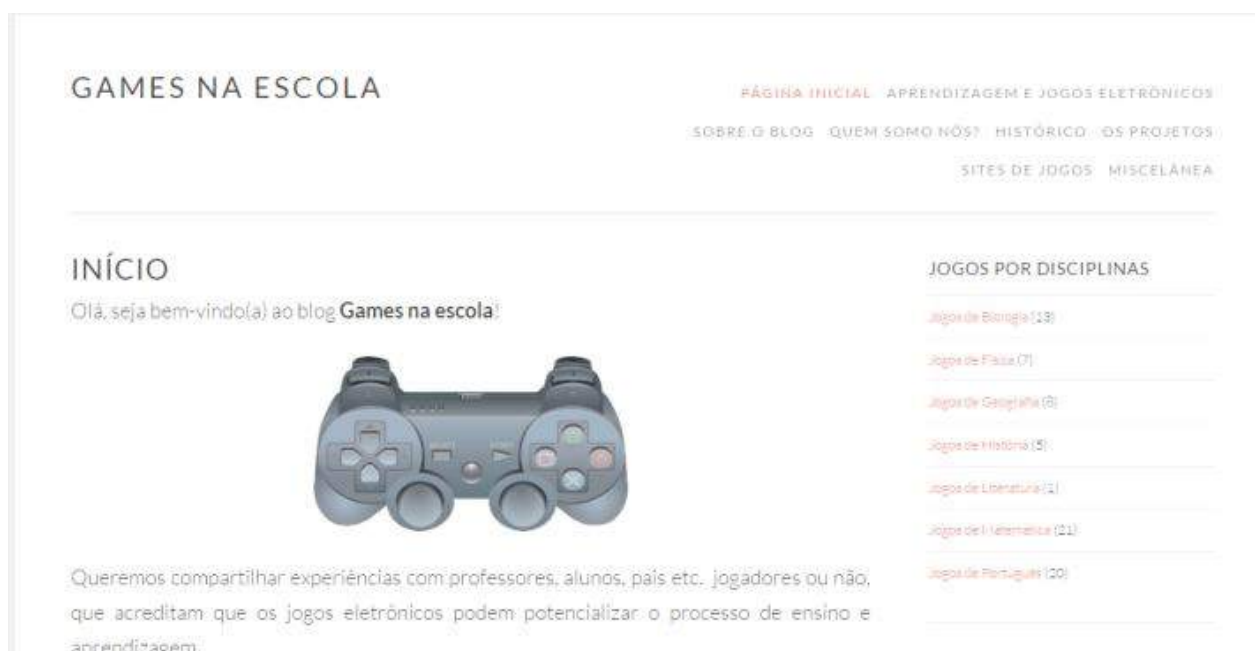 GAMES NA ESCOLA
PÁGINA INICIAL APRENDIZAGEM E JOGOS ELETRÔNICOS
SOBRE O BLOG QUEM SOMO NÓS? HISTÓRICO OS PROJETOS
SITES DE JOGOS MISCELÂNEA
INÍCIO
Olá, seja bem-vindo(a) ao blog Games na escola!
Queremos compartilhar experiências com professores, alunos, pais etc. jogadores ou não,
que acreditam que os jogos eletrônicos podem potencializar o processo de ensino e
aprendizagem.
JOGOS POR DISCIPLINAS
Jogos de Biologia (13)
Jogos de Física (7)
Jogos de Geografia (8)
Jogos de História (5)
Jogos de Literatura (1)
Jogos de Matemática (21)
Jogos de Português (20)